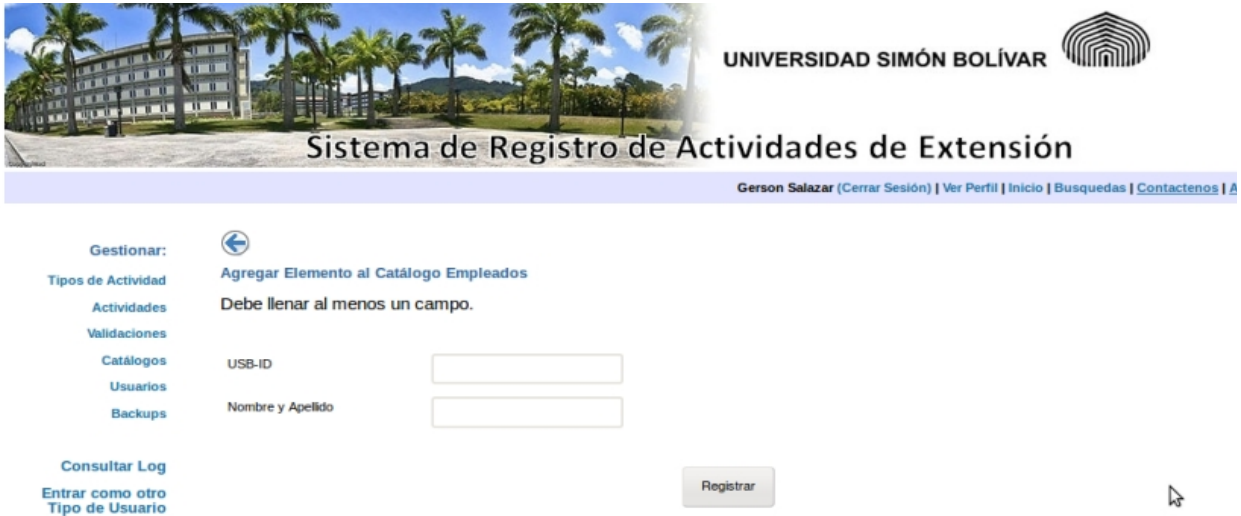 UNIVERSIDAD SIMÓN BOLÍVAR
Sistema de Registro de Actividades de Extensión
Gerson Salazar (Cerrar Sesión) | Ver Perfil | Inicio | Busquedas | Contactenos | A
Gestionar:
Tipos de Actividad
Actividades
Validaciones
Catálogos
Usuarios
Backups
Consultar Log
Entrar como otro
Tipo de Usuario
Agregar Elemento al Catálogo Empleados
Debe llenar al menos un campo.
USB-ID
Nombre y Apellido
Registrar